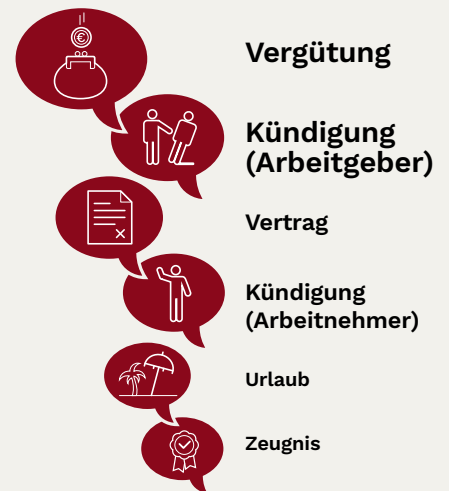 €
Vergütung
Kündigung
(Arbeitgeber)
Vertrag
Kündigung
(Arbeitnehmer)
Urlaub
Zeugnis